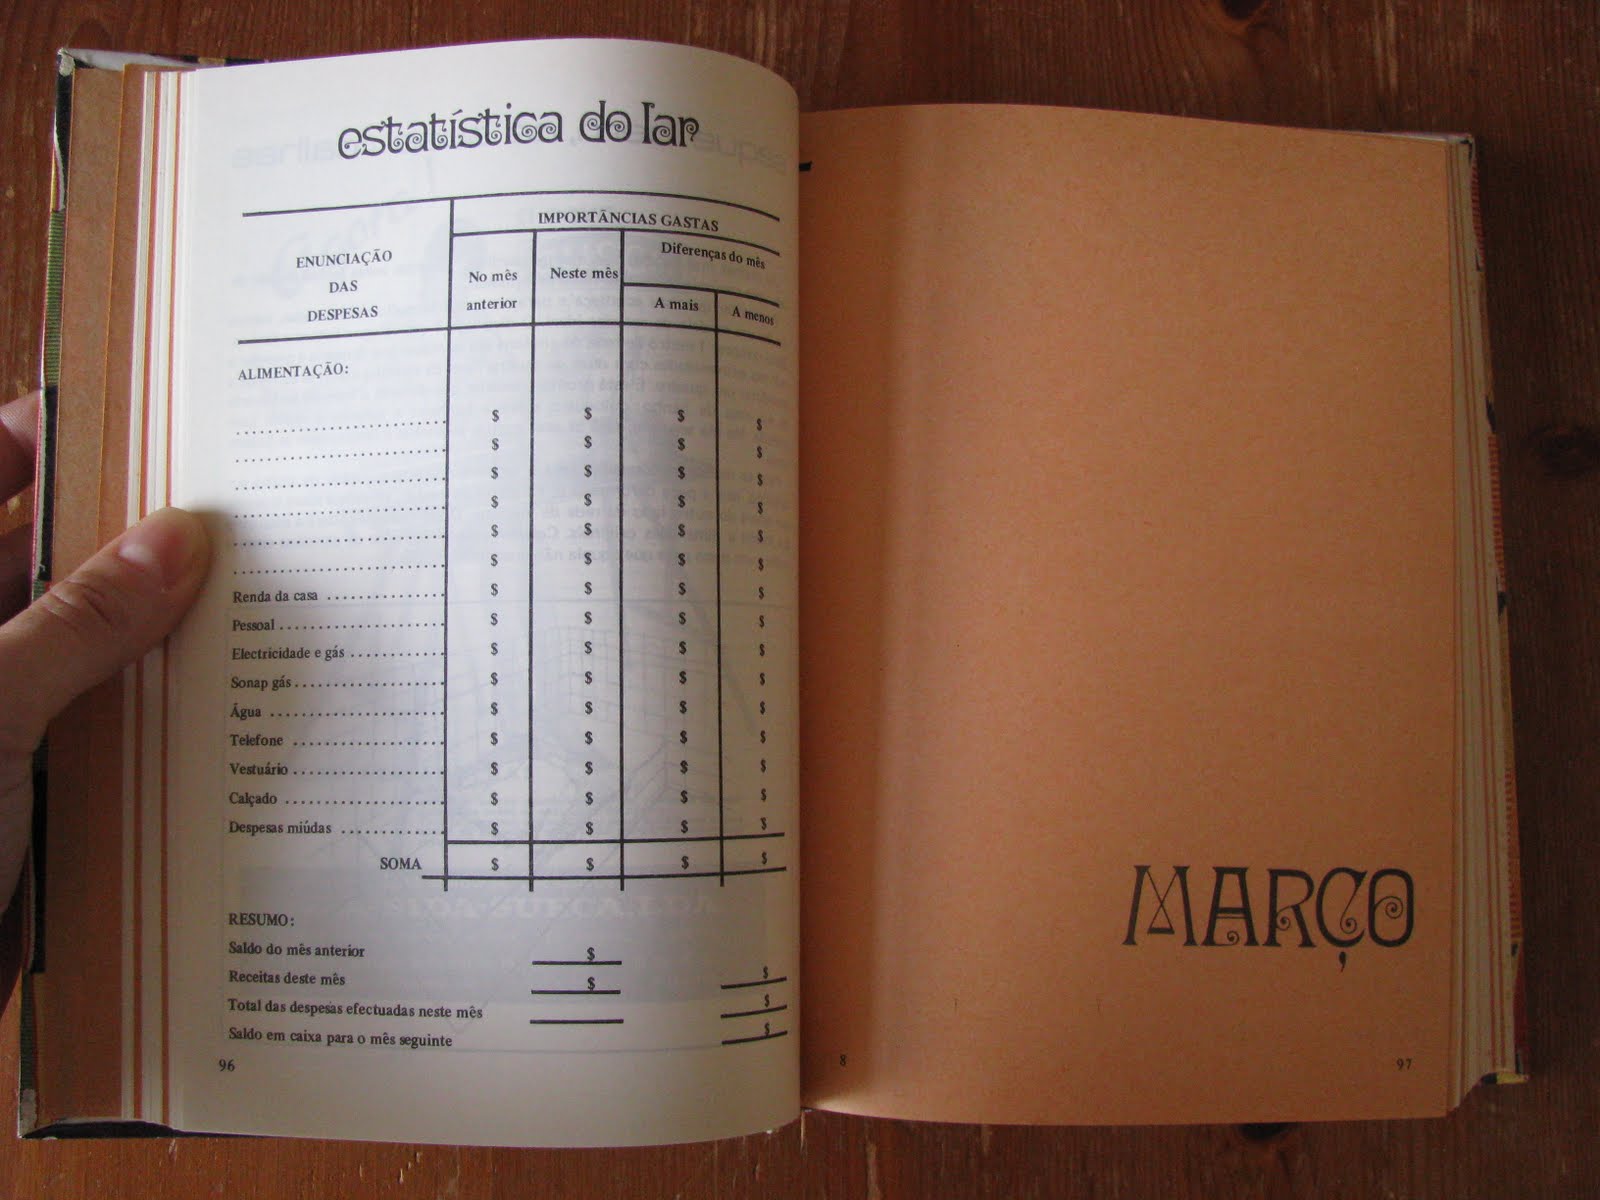 estatística do lar
IMPORTÂNCIAS GASTAS
ENUNCIAÇÃO
DAS
DESPESAS
No mês
anterior
Neste mês
Diferenças do mês
A mais
A menos
ALIMENTAÇÃO:
.......................... $ $ $ $
.......................... $ $ $ $
.......................... $ $ $ $
.......................... $ $ $ $
.......................... $ $ $ $
.......................... $ $ $ $
Renda da casa .............. $ $ $ $
Pessoal .................... $ $ $ $
Electricidade e gás ............ $ $ $ $
Sonap gás .................. $ $ $ $
Água ..................... $ $ $ $
Telefone .................. $ $ $ $
Vestuário .................. $ $ $ $
Calçado ................... $ $ $ $
Despesas miúdas ............ $ $ $ $
SOMA $ $ $ $
RESUMO:
Saldo do mês anterior $
Receitas deste mês $ $
Total das despesas efectuadas neste mês $
Saldo em caixa para o mês seguinte $
96
MARÇO
8
97